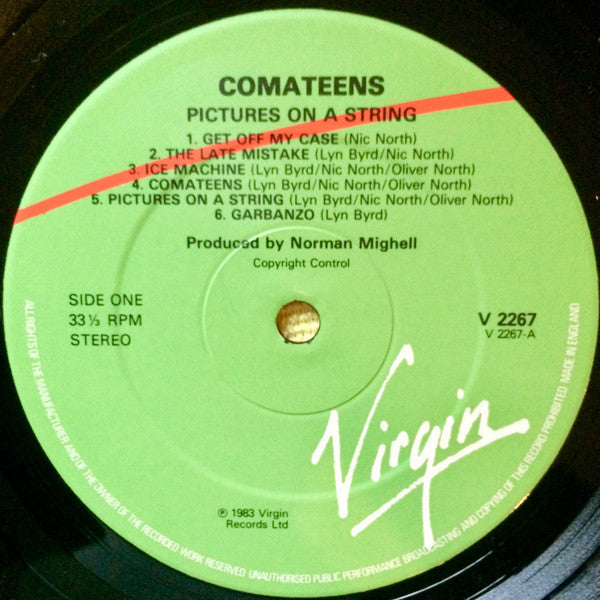 COMATEENS
PICTURES ON A STRING
1. GET OFF MY CASE (Nic North)
2. THE LATE MISTAKE (Lyn Byrd/Nic North)
3. ICE MACHINE (Lyn Byrd/Nic North/Oliver North)
4. COMATEENS (Lyn Byrd/Nic North/Oliver North)
5. PICTURES ON A STRING (Lyn Byrd/Nic North/Oliver North)
6. GARBANZO (Lyn Byrd)
Produced by Norman Mighell
Copyright Control
SIDE ONE
33⅓ RPM
STEREO
V 2267
V 2267-A
Virgin
℗ 1983 Virgin
Records Ltd
ALL RIGHTS OF THE MANUFACTURER AND OF THE OWNER OF THE RECORDED WORK RESERVED UNAUTHORISED PUBLIC PERFORMANCE BROADCASTING AND COPYING OF THIS RECORD PROHIBITED MADE IN ENGLAND